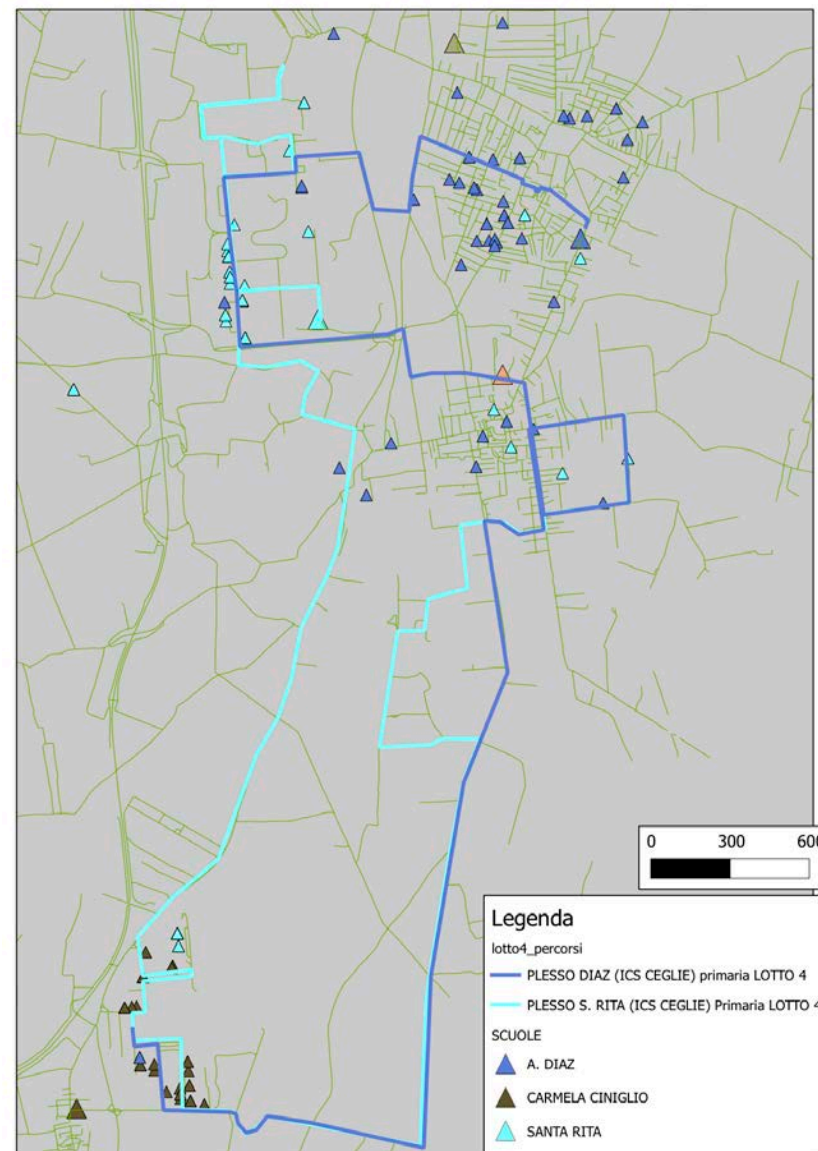 0 300 600
Legenda
lotto4_percorsi
PLESSO DIAZ (ICS CEGLIE) primaria LOTTO 4
PLESSO S. RITA (ICS CEGLIE) Primaria LOTTO 4
SCUOLE
A. DIAZ
CARMELA CINIGLIO
SANTA RITA